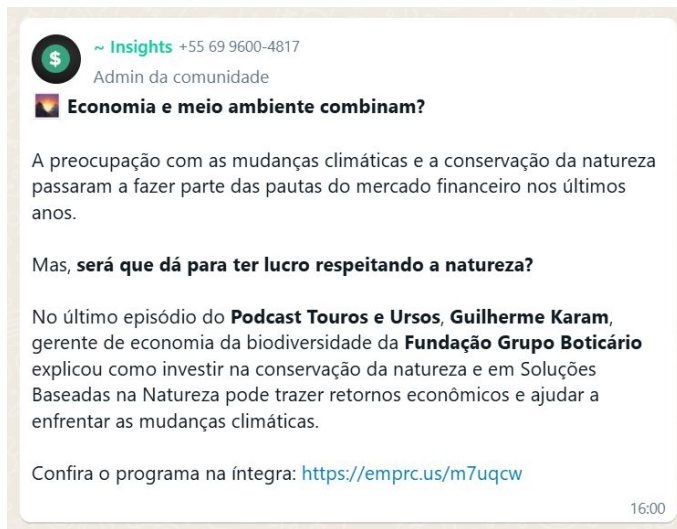 $
~ Insights +55 69 9600-4817
Admin da comunidade
🌄 Economia e meio ambiente combinam?
A preocupação com as mudanças climáticas e a conservação da natureza
passaram a fazer parte das pautas do mercado financeiro nos últimos
anos.
Mas, será que dá para ter lucro respeitando a natureza?
No último episódio do Podcast Touros e Ursos, Guilherme Karam,
gerente de economia da biodiversidade da Fundação Grupo Boticário
explicou como investir na conservação da natureza e em Soluções
Baseadas na Natureza pode trazer retornos econômicos e ajudar a
enfrentar as mudanças climáticas.
Confira o programa na íntegra: https://emprc.us/m7uqcw
16:00